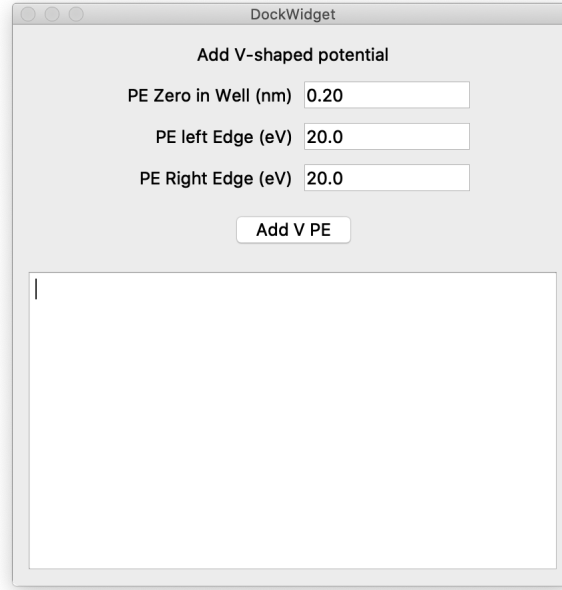 DockWidget
Add V-shaped potential
PE Zero in Well (nm) 0.20
PE left Edge (eV) 20.0
PE Right Edge (eV) 20.0
Add V PE